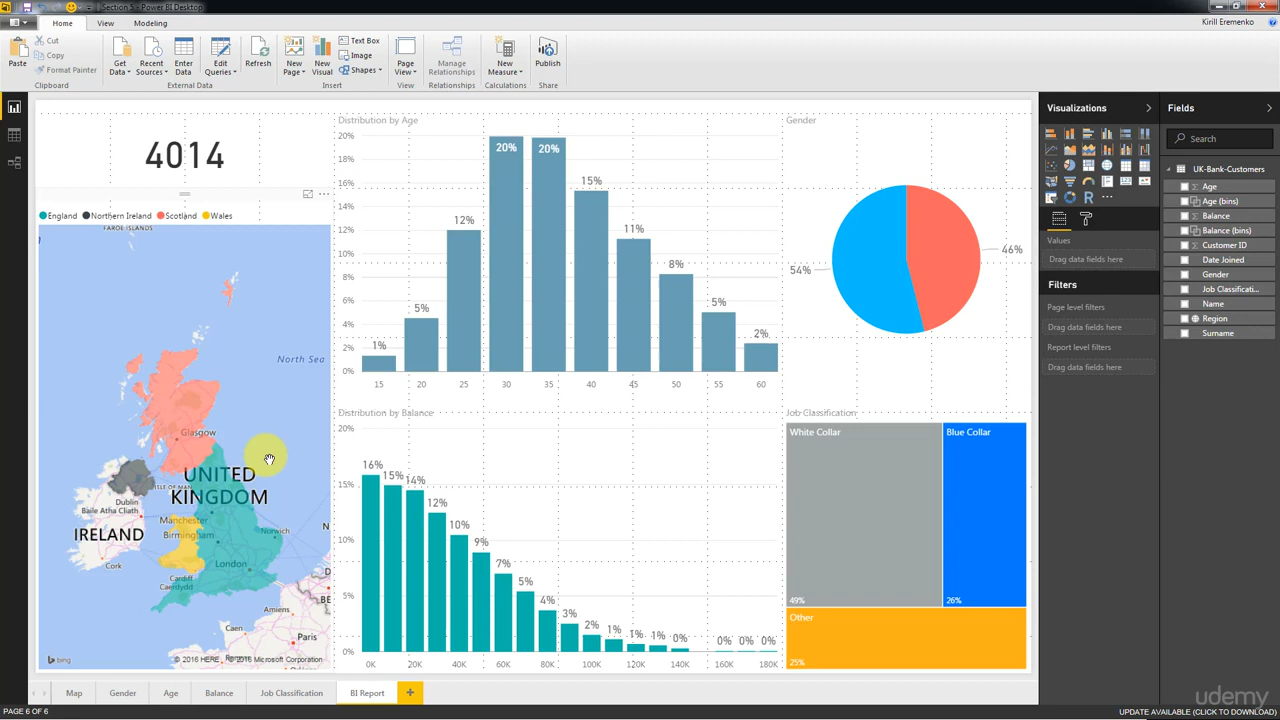 Section 5 - Power BI Desktop
Home
View
Modeling
Kirill Eremenko
Paste
Cut
Copy
Format Painter
Clipboard
Get Data
Recent Sources
Enter Data
Edit Queries
External Data
Refresh
New Page
New Visual
Text Box
Image
Shapes
Insert
Page View
View
Manage Relationships
Relationships
New Measure
Calculations
Publish
Share
4014
England
Northern Ireland
Scotland
Wales
FAROE ISLANDS
North Sea
Glasgow
UNITED KINGDOM
ISLE OF MAN
Dublin
Baile Átha Cliath
IRELAND
Manchester
Birmingham
Norwich
Cork
London
Cardiff
Caerdydd
Amiens
Caen
Paris
Orléans
bing
© 2016 HERE © 2016 Microsoft Corporation
Distribution by Age
20%
18%
16%
14%
12%
10%
8%
6%
4%
2%
0%
1%
5%
12%
20%
20%
15%
11%
8%
5%
2%
15
20
25
30
35
40
45
50
55
60
Gender
54%
46%
Distribution by Balance
20%
15%
10%
5%
0%
16%
15%
14%
12%
10%
9%
7%
5%
4%
3%
2%
1%
1%
1%
0%
0%
0%
0%
0K
20K
40K
60K
80K
100K
120K
140K
160K
180K
Job Classification
White Collar
49%
Blue Collar
26%
Other
25%
Visualizations
Values
Drag data fields here
Filters
Page level filters
Drag data fields here
Report level filters
Drag data fields here
Fields
Search
UK-Bank-Customers
Age
Age (bins)
Balance
Balance (bins)
Customer ID
Date Joined
Gender
Job Classificati...
Name
Region
Surname
Map
Gender
Age
Balance
Job Classification
BI Report
PAGE 6 OF 6
UPDATE AVAILABLE (CLICK TO DOWNLOAD)
udemy